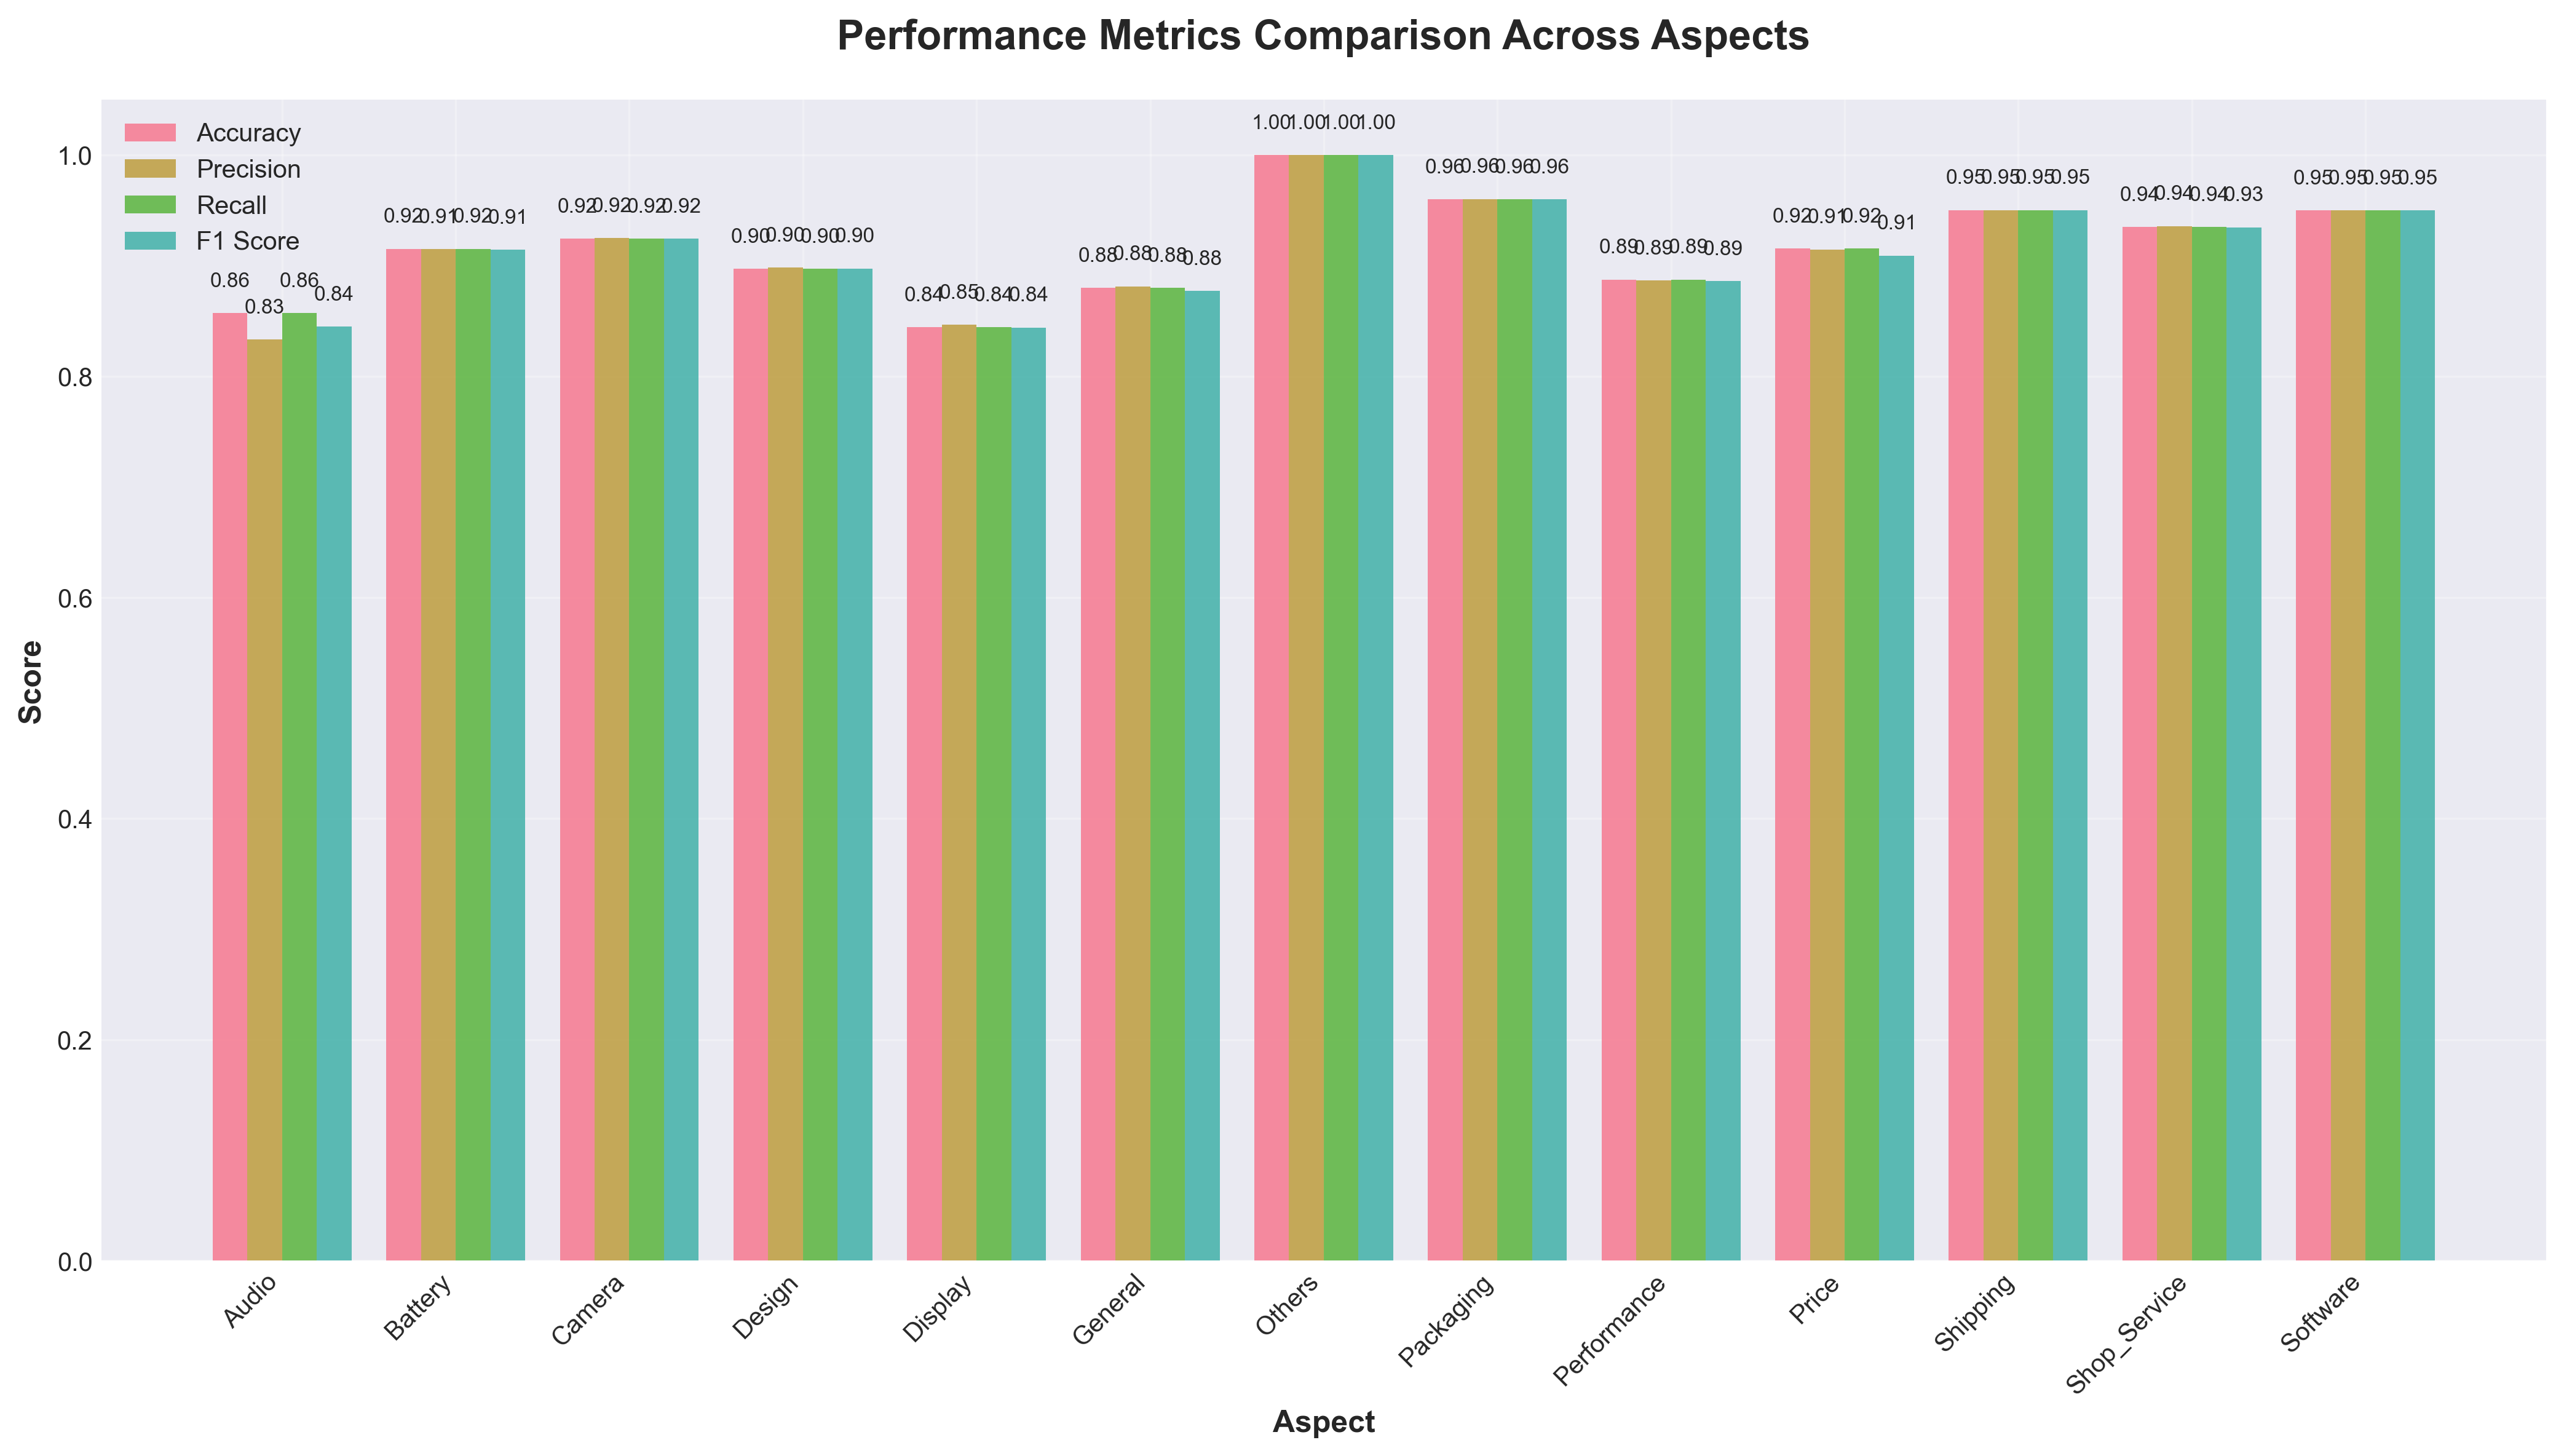 Performance Metrics Comparison Across Aspects
Accuracy
Precision
Recall
F1 Score
Score
1.0
0.8
0.6
0.4
0.2
0.0
0.86 0.83 0.86 0.84
0.92 0.91 0.92 0.91
0.92 0.92 0.92 0.92
0.90 0.90 0.90 0.90
0.84 0.85 0.84 0.84
0.88 0.88 0.88 0.88
1.00 1.00 1.00 1.00
0.96 0.96 0.96 0.96
0.89 0.89 0.89 0.89
0.92 0.91 0.92 0.91
0.95 0.95 0.95 0.95
0.94 0.94 0.94 0.93
0.95 0.95 0.95 0.95
Audio
Battery
Camera
Design
Display
General
Others
Packaging
Performance
Price
Shipping
Shop_Service
Software
Aspect